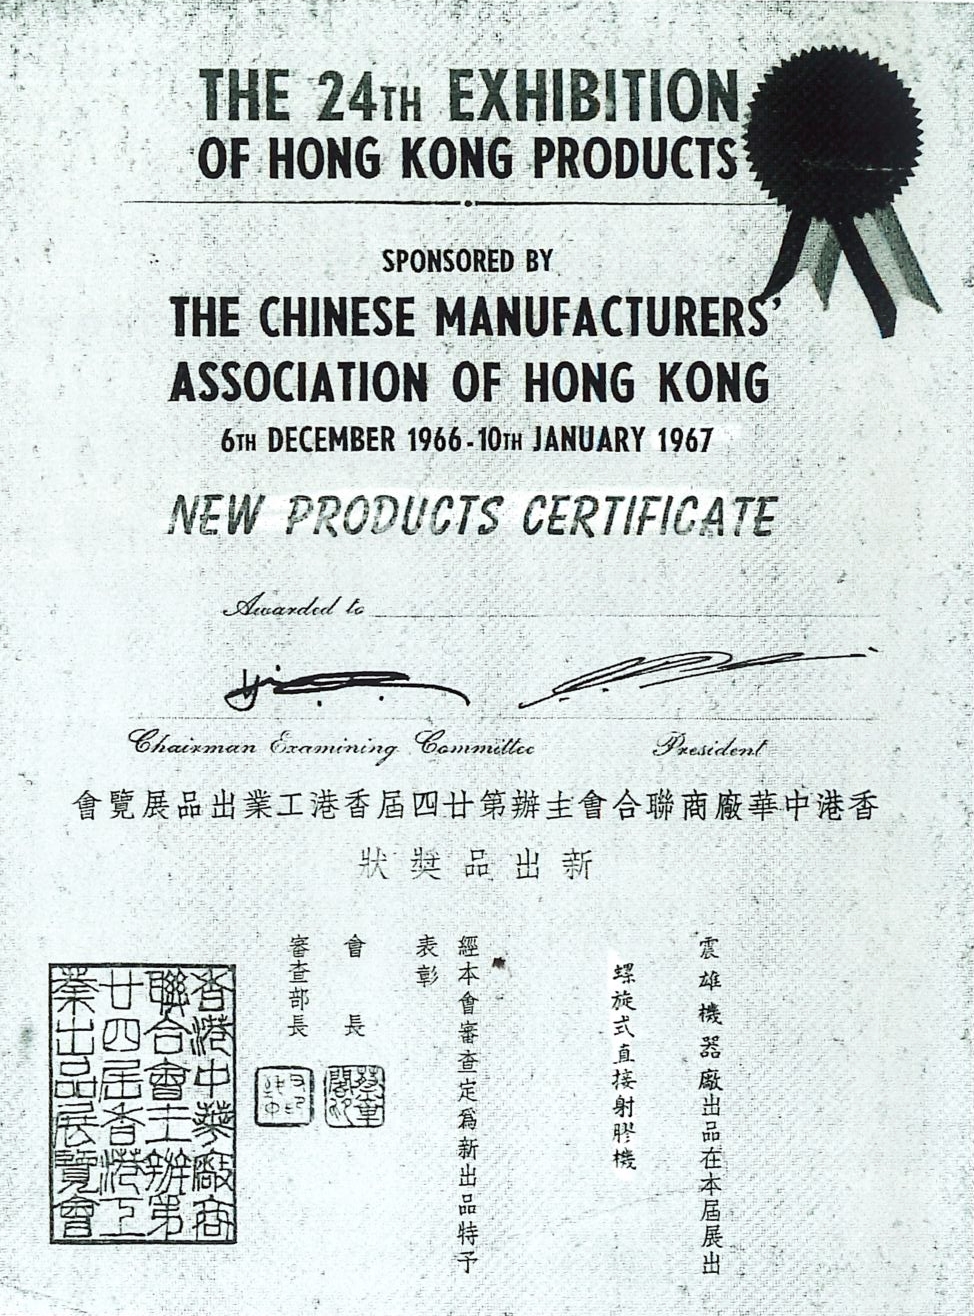 THE 24TH EXHIBITION
OF HONG KONG PRODUCTS
SPONSORED BY
THE CHINESE MANUFACTURERS'
ASSOCIATION OF HONG KONG
6TH DECEMBER 1966-10TH JANUARY 1967
NEW PRODUCTS CERTIFICATE
Awarded to
Chairman Examining Committee
President
香港中華廠商聯合會主辦第廿四屆香港工業出品展覽會
新出品獎狀
震雄機器廠出品在本屆展出
螺旋式直接射膠機
經本會審查定爲新出品特予
表彰
會長
蔡章
閣印
審查部長
香港中華廠商
聯合會主辦第
廿四屆香港工
業出品展覽會